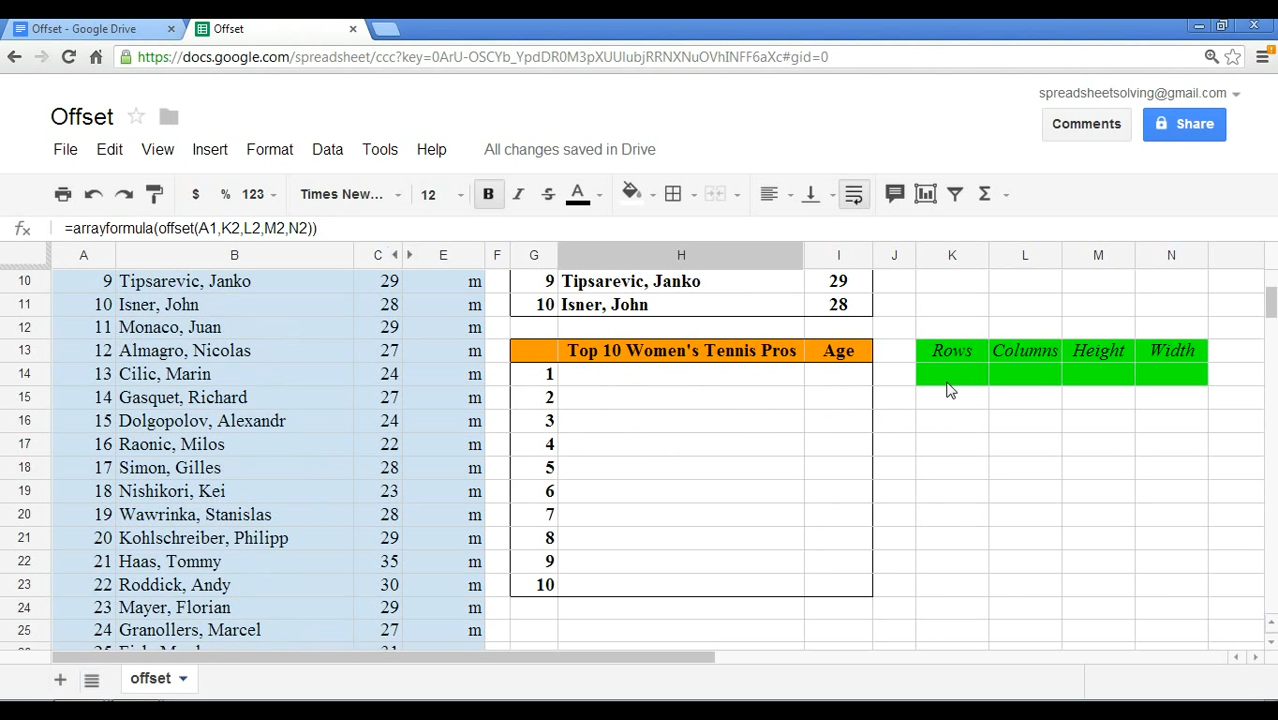 Offset - Google Drive × Offset ×
https://docs.google.com/spreadsheet/ccc?key=0ArU-OSCYb_YpdDR0M3pXUUlubjRRNXNuOVhINFF6aXc#gid=0
spreadsheetsolving@gmail.com
Offset Comments Share
File Edit View Insert Format Data Tools Help All changes saved in Drive
$ % 123 Times New... 12 B I S A Σ
fx =arrayformula(offset(A1,K2,L2,M2,N2))
A B C E F G H I J K L M N
10 9 Tipsarevic, Janko 29 m 9 Tipsarevic, Janko 29
11 10 Isner, John 28 m 10 Isner, John 28
12 11 Monaco, Juan 29 m
13 12 Almagro, Nicolas 27 m Top 10 Women's Tennis Pros Age Rows Columns Height Width
14 13 Cilic, Marin 24 m 1
15 14 Gasquet, Richard 27 m 2
16 15 Dolgopolov, Alexandr 24 m 3
17 16 Raonic, Milos 22 m 4
18 17 Simon, Gilles 28 m 5
19 18 Nishikori, Kei 23 m 6
20 19 Wawrinka, Stanislas 28 m 7
21 20 Kohlschreiber, Philipp 29 m 8
22 21 Haas, Tommy 35 m 9
23 22 Roddick, Andy 30 m 10
24 23 Mayer, Florian 29 m
25 24 Granollers, Marcel 27 m
offset